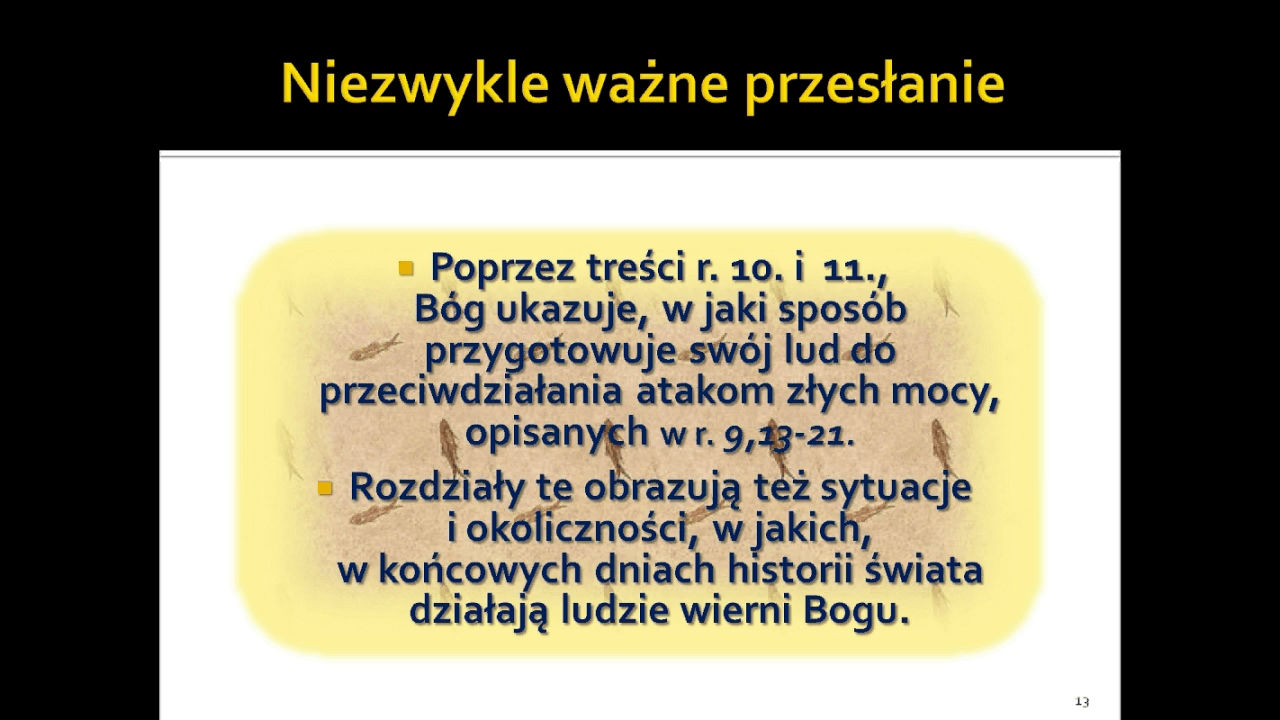 Niezwykle ważne przesłanie
Poprzez treści r. 10. i 11.,
Bóg ukazuje, w jaki sposób
przygotowuje swój lud do
przeciwdziałania atakom złych mocy,
opisanych w r. 9,13-21.
Rozdziały te obrazują też sytuacje
i okoliczności, w jakich,
w końcowych dniach historii świata
działają ludzie wierni Bogu.
13